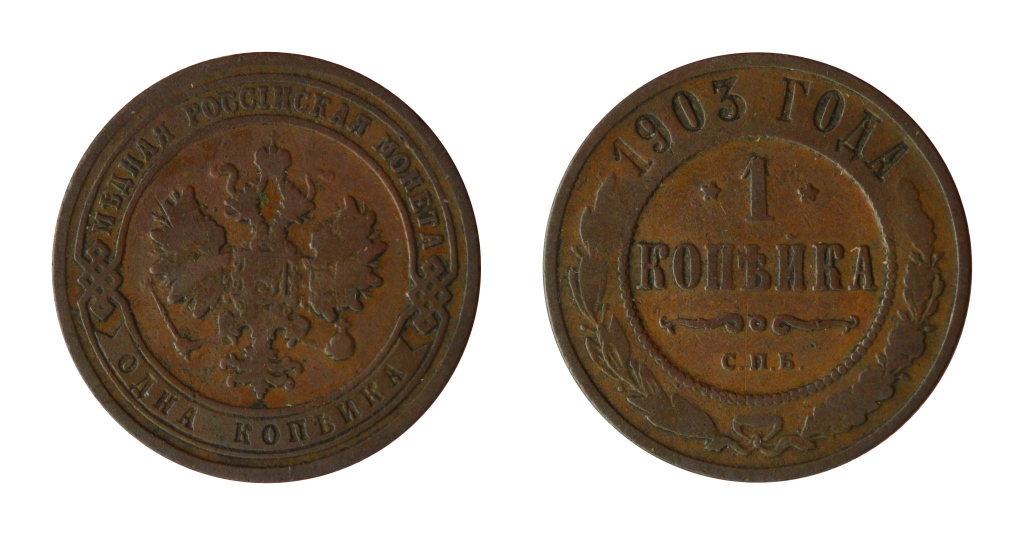 МѢДНАЯ РОССІЙСКАЯ МОНЕТА
ОДНА КОПѢЙКА
1903 ГОДА
1
КОПѢЙКА
С.П.Б.